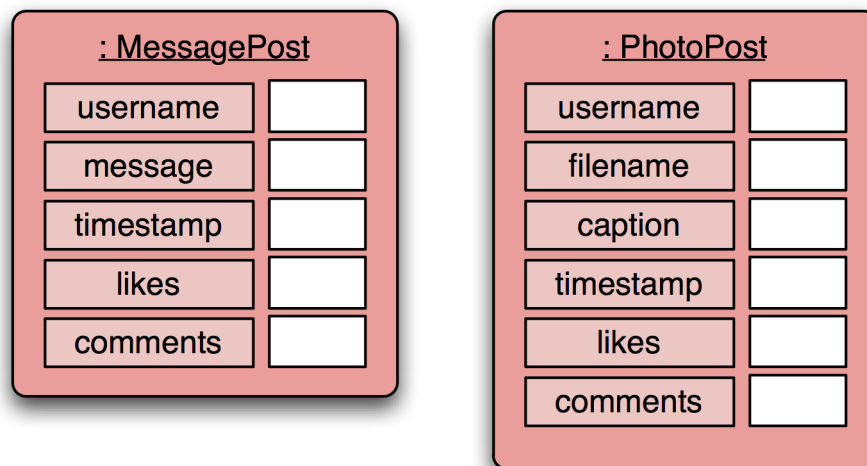 : MessagePost
username
message
timestamp
likes
comments
: PhotoPost
username
filename
caption
timestamp
likes
comments